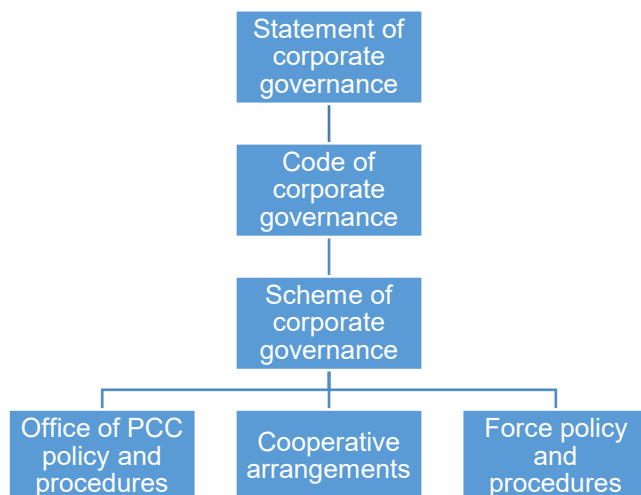 Statement of
corporate
governance
Code of
corporate
governance
Scheme of
corporate
governance
Office of PCC
policy and
procedures
Cooperative
arrangements
Force policy
and
procedures